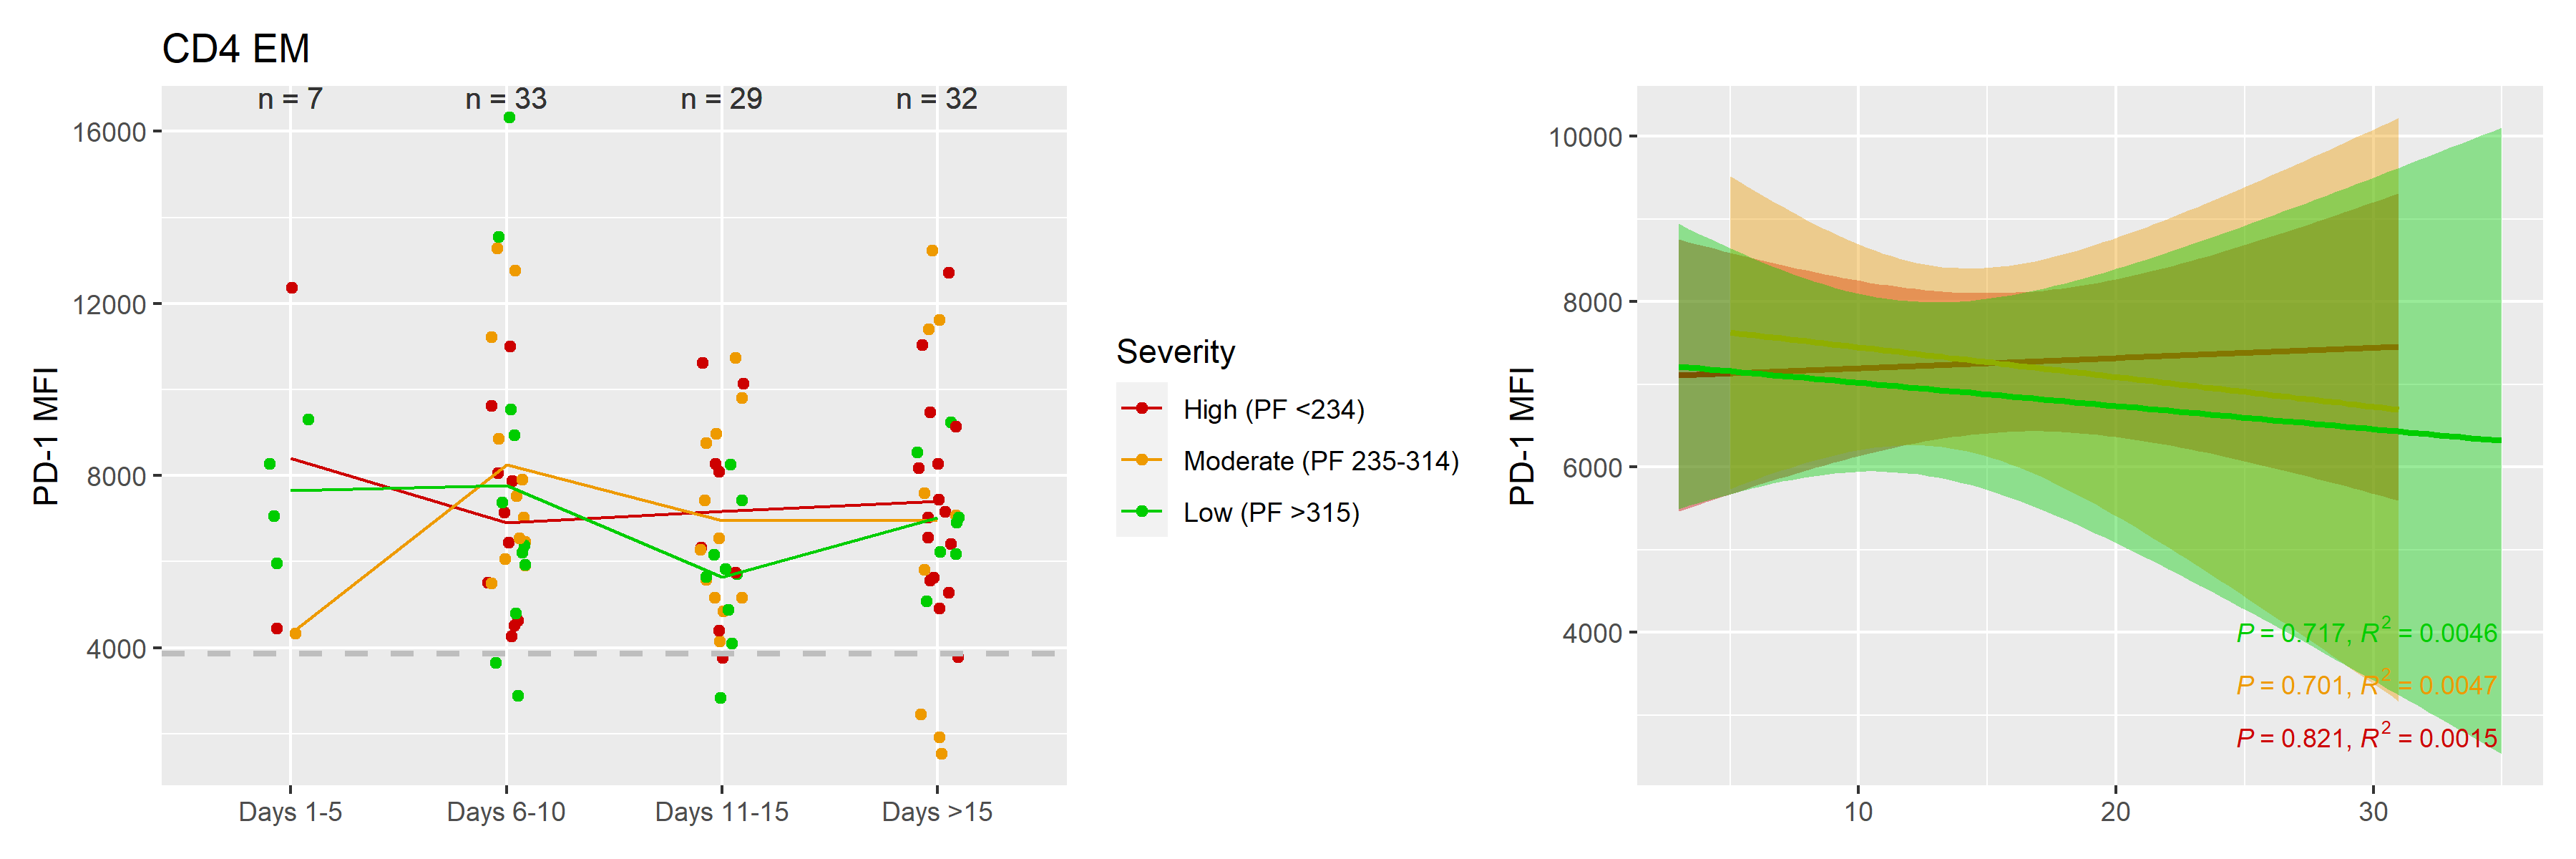 CD4 EM
n = 7
n = 33
n = 29
n = 32
16000
12000
8000
4000
PD-1 MFI
Days 1-5
Days 6-10
Days 11-15
Days >15
Severity
High (PF <234)
Moderate (PF 235-314)
Low (PF >315)
PD-1 MFI
10000
8000
6000
4000
P = 0.717, R² = 0.0046
P = 0.701, R² = 0.0047
P = 0.821, R² = 0.0015
10
20
30